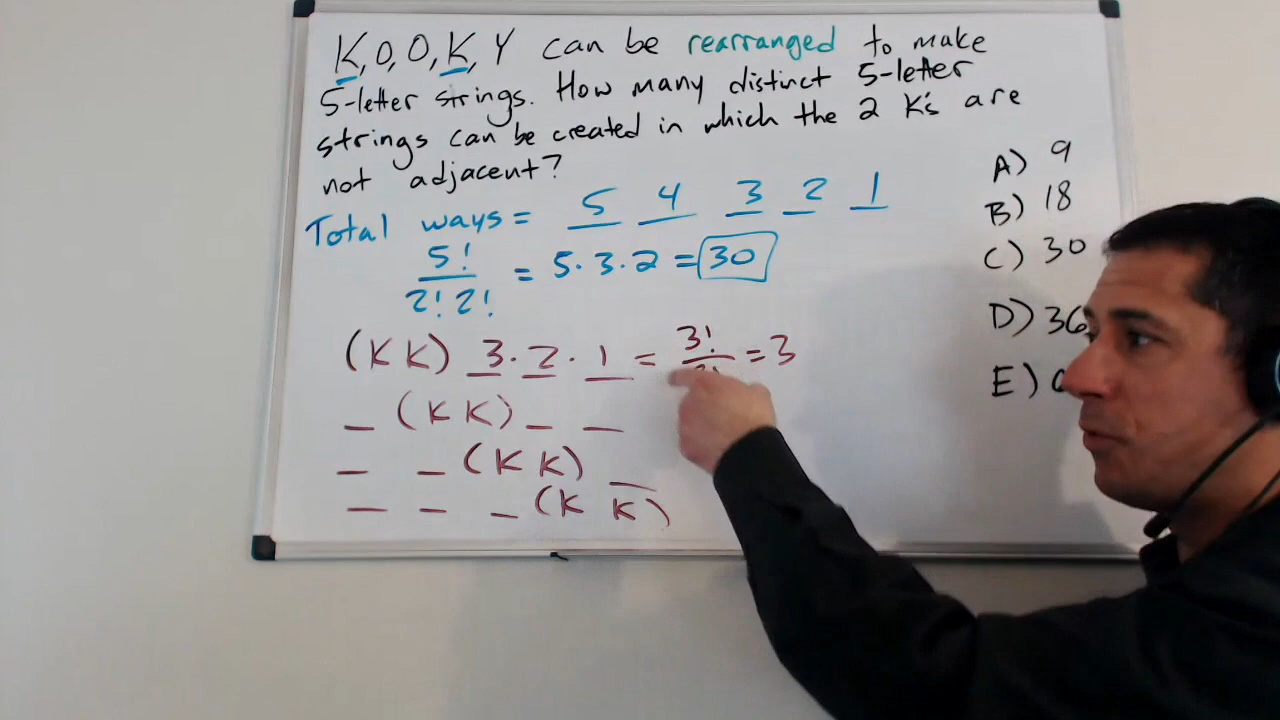 K, O, O, K, Y can be rearranged to make
5-letter strings. How many distinct 5-letter
strings can be created in which the 2 K's are
not adjacent?
Total ways = 5 4 3 2 1
5!
2! 2!
= 5·3·2 = 30
(K K) 3·2·1 = 3! = 3
_ (K K) _ _
_ _ (K K) _
_ _ _ (K K)
A) 9
B) 18
C) 30
D) 36
E)